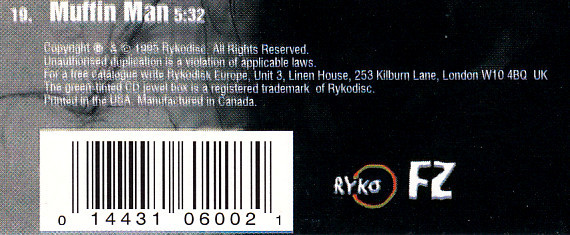 19. Muffin Man 5:32
Copyright ℗ & © 1995 Rykodisc. All Rights Reserved.
Unauthorised duplication is a violation of applicable laws.
For a free catalogue write Rykodisk Europe, Unit 3, Linen House, 253 Kilburn Lane, London W10 4BQ UK
The green-tinted CD jewel box is a registered trademark of Rykodisc.
Printed in the USA. Manufactured in Canada.
RYKO FZ
0 14431 06002 1